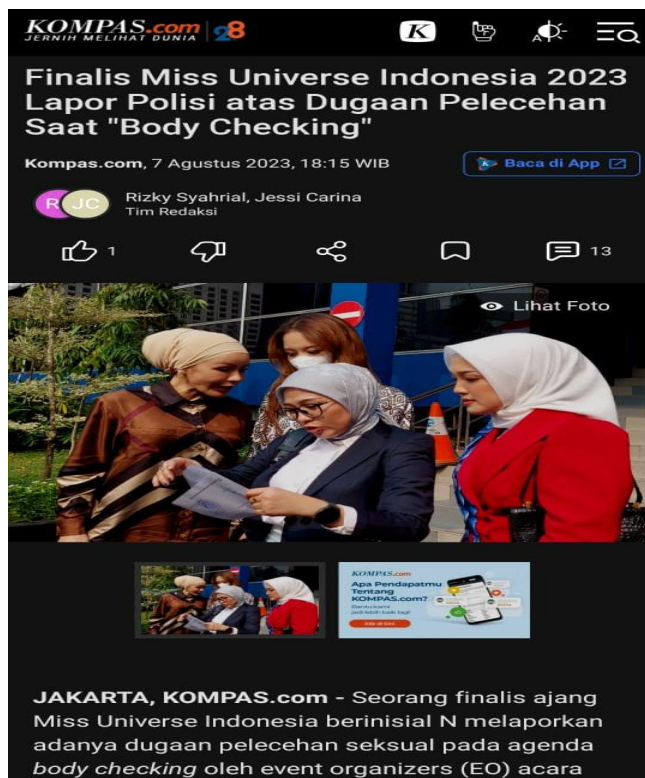 KOMPAS.com 28
JERNIH MELIHAT DUNIA
K
A
Finalis Miss Universe Indonesia 2023
Lapor Polisi atas Dugaan Pelecehan
Saat "Body Checking"
Kompas.com, 7 Agustus 2023, 18:15 WIB
Baca di App
R JC
Rizky Syahrial, Jessi Carina
Tim Redaksi
1
13
Lihat Foto
KOMPAS.com
Apa Pendapatmu
Tentang
KOMPAS.com?
JAKARTA, KOMPAS.com - Seorang finalis ajang
Miss Universe Indonesia berinisial N melaporkan
adanya dugaan pelecehan seksual pada agenda
body checking oleh event organizers (EO) acara